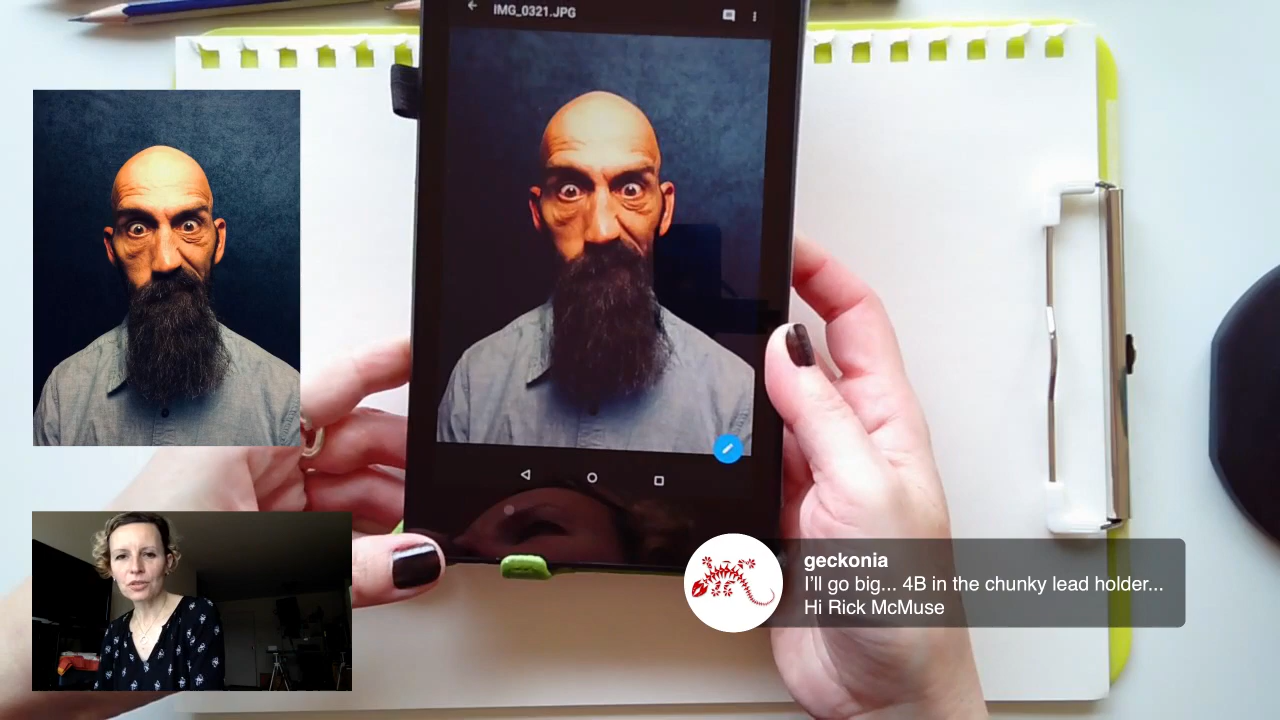 IMG_0321.JPG
geckonia
I'll go big... 4B in the chunky lead holder...
Hi Rick McMuse